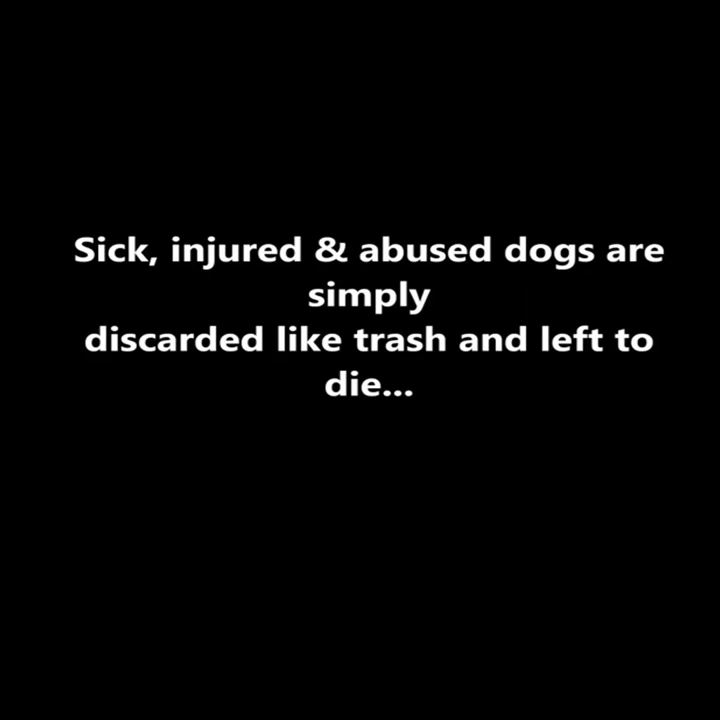 Sick, injured & abused dogs are
simply
discarded like trash and left to
die...